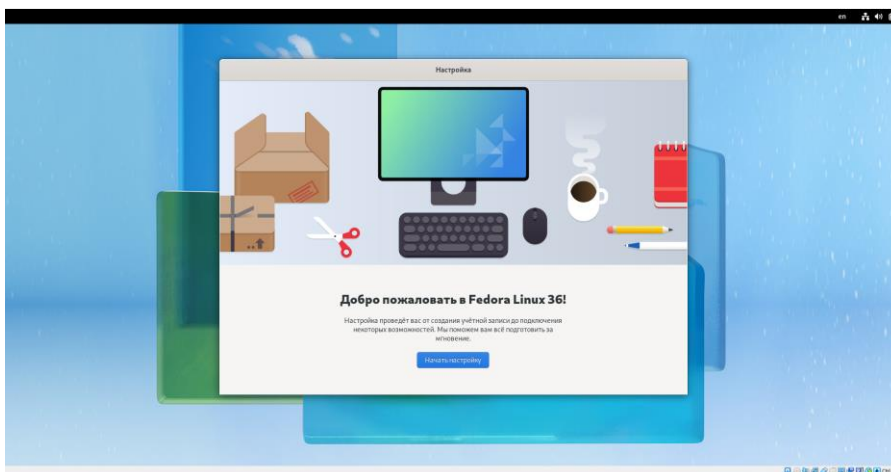 en
Настройка
Добро пожаловать в Fedora Linux 36!
Настройка проведёт вас от создания учётной записи до подключения
некоторых возможностей. Мы поможем вам всё подготовить за
мгновение.
Начать настройку